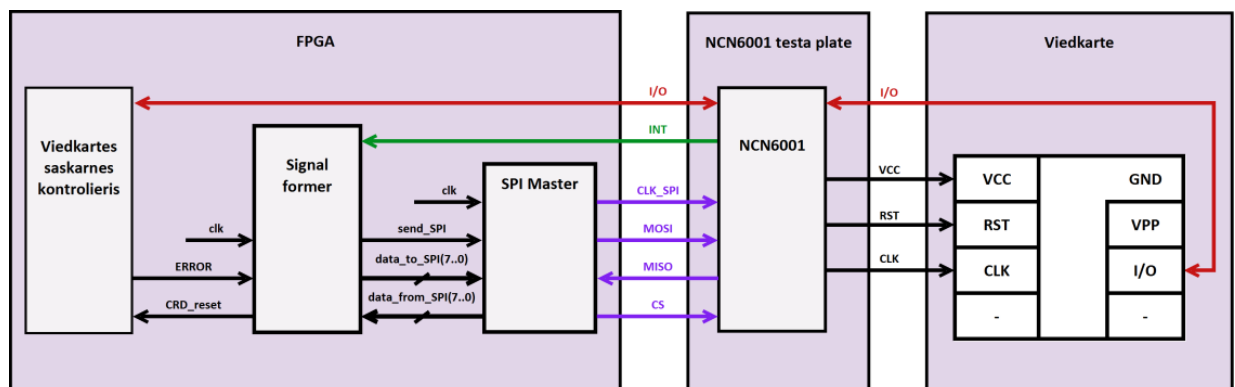 FPGA
NCN6001 testa plate
Viedkarte
I/O
I/O
INT
Viedkartes
saskarnes
kontrolieris
Signal
former
SPI Master
NCN6001
clk
CLK_SPI
VCC
VCC
GND
clk
send_SPI
MOSI
RST
RST
VPP
ERROR
data_to_SPI(7..0)
MISO
CLK
CLK
I/O
CRD_reset
data_from_SPI(7..0)
CS
-
-